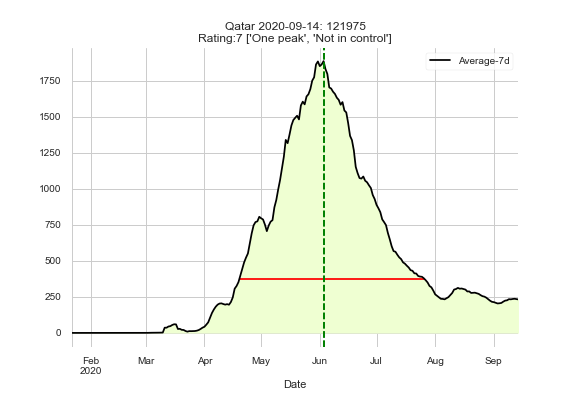 Qatar 2020-09-14: 121975
Rating:7 ['One peak', 'Not in control']
Average-7d
1750
1500
1250
1000
750
500
250
0
Feb Mar Apr May Jun Jul Aug Sep
2020
Date